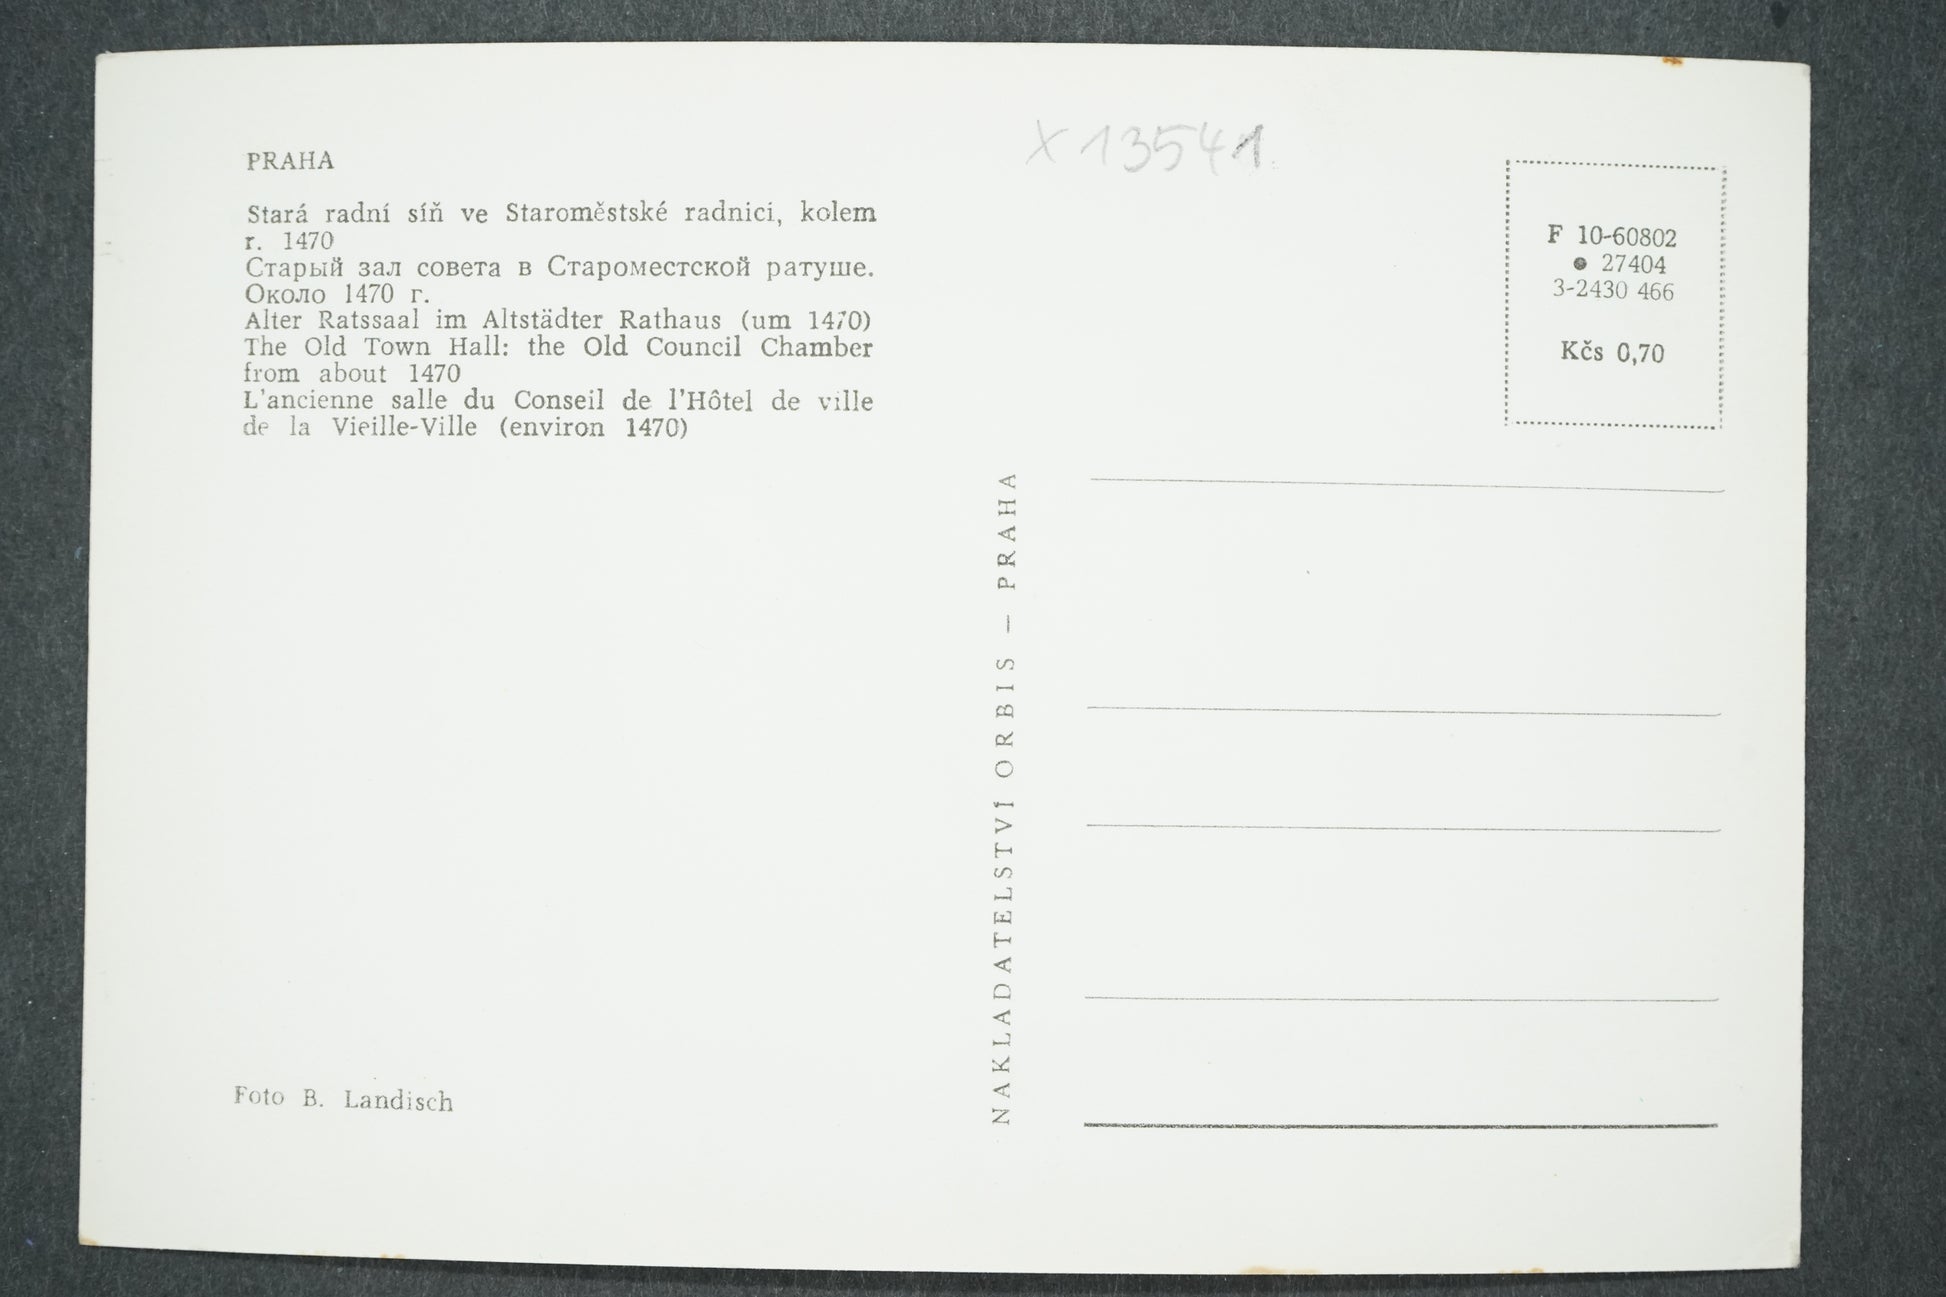 PRAHA
Stará radní síň ve Staroměstské radnici, kolem
r. 1470
Старый зал совета в Староместской ратуше.
Около 1470 г.
Alter Ratssaal im Altstädter Rathaus (um 1470)
The Old Town Hall: the Old Council Chamber
from about 1470
L'ancienne salle du Conseil de l'Hôtel de ville
de la Vieille-Ville (environ 1470)
Foto B. Landisch
NAKLADATELSTVÍ ORBIS — PRAHA
X 13541
F 10-60802
● 27404
3-2430 466
Kčs 0,70